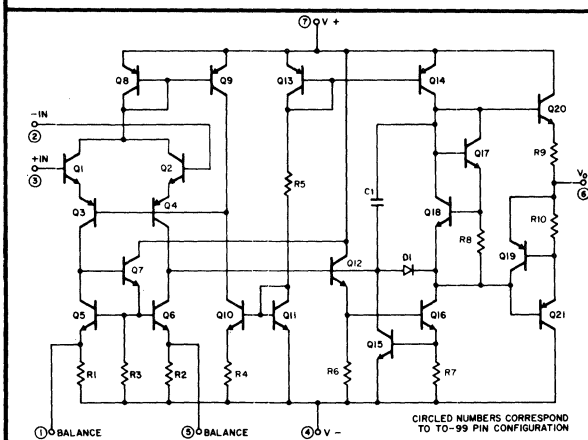 ⑦ V +
Q8
Q9
Q13
Q14
Q20
-IN
②
+IN
③
Q1
Q2
Q17
R9
R5
C1
V₀
⑥
Q3
Q4
Q18
R8
R10
Q19
Q7
Q12
D1
Q5
Q6
Q10
Q11
Q16
Q21
Q15
R1
R3
R2
R4
R6
R7
① BALANCE
⑤ BALANCE
④ V -
CIRCLED NUMBERS CORRESPOND
TO TO-99 PIN CONFIGURATION